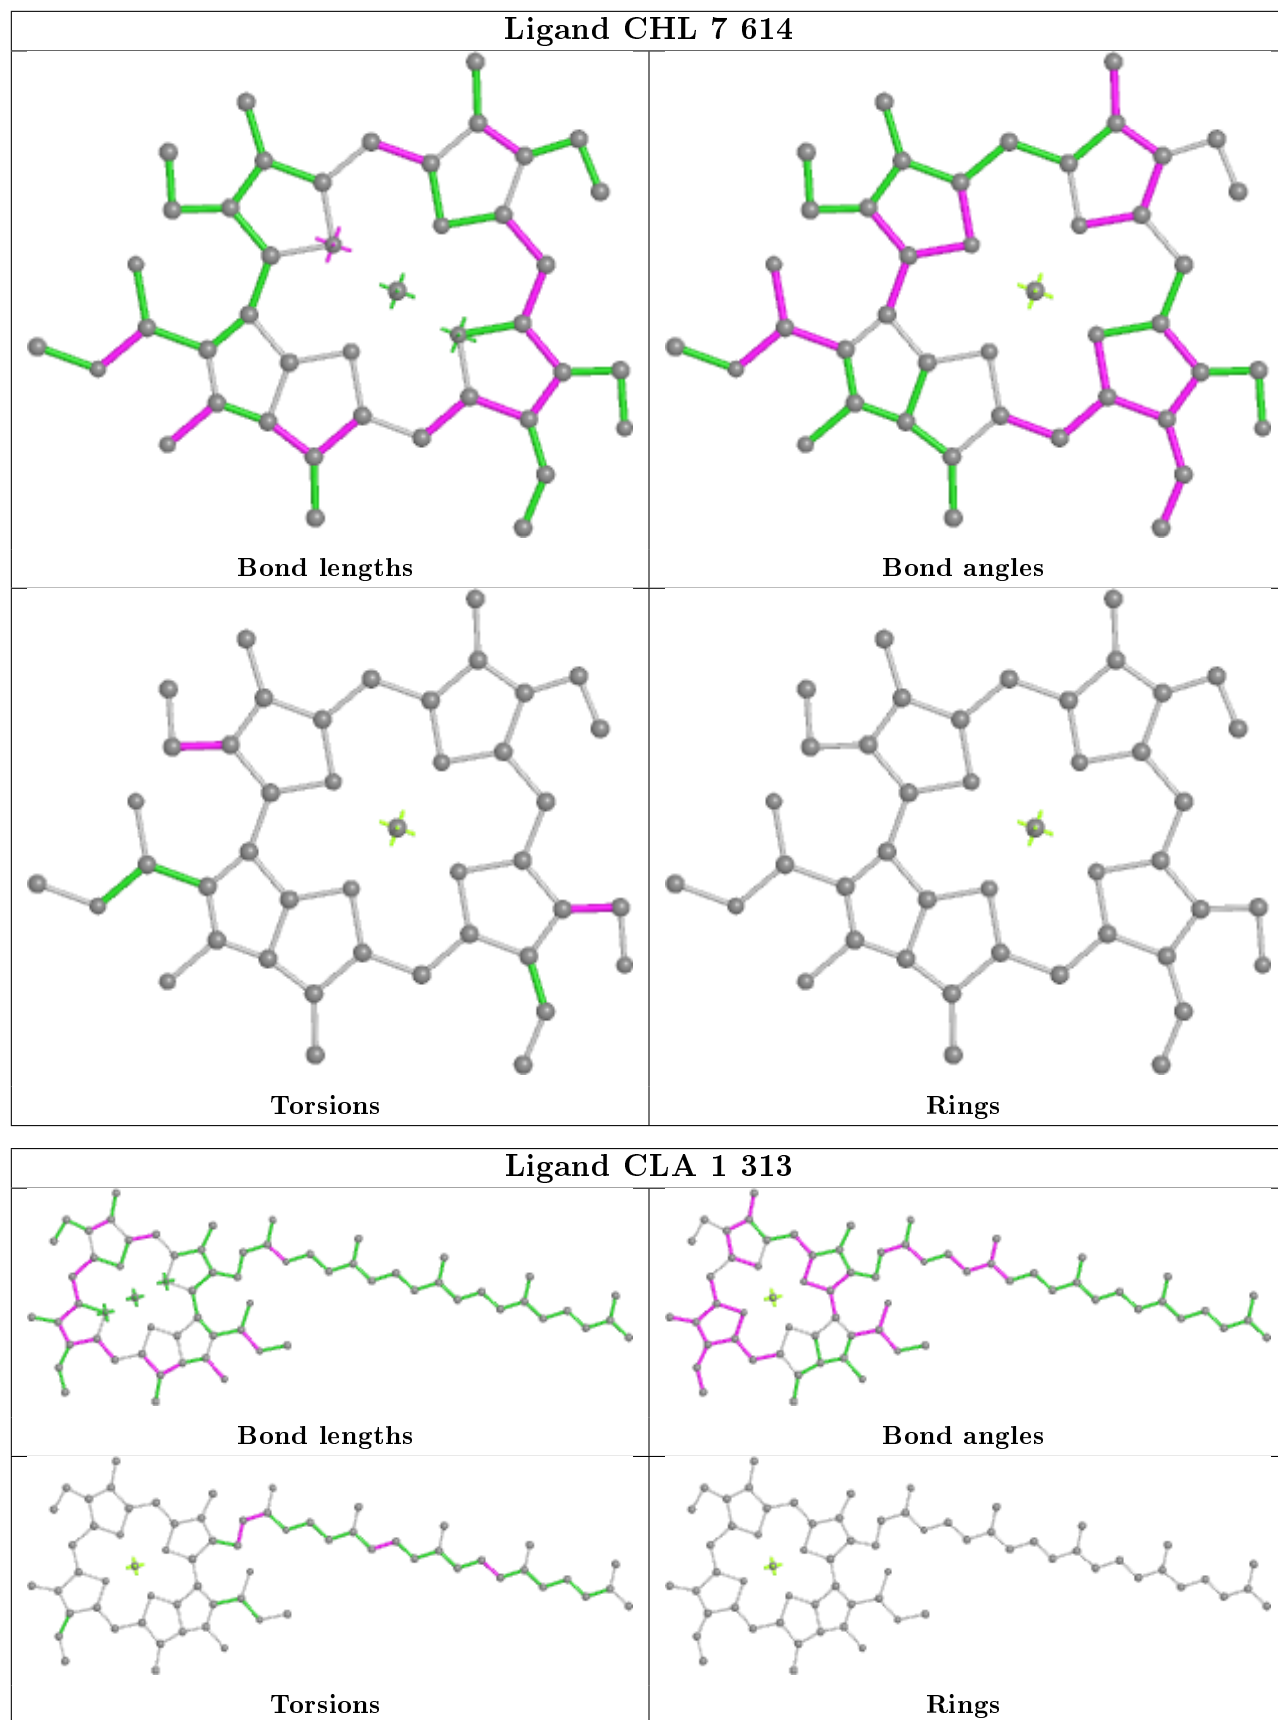 Ligand CHL 7 614
Bond lengths
Bond angles
Torsions
Rings
Ligand CLA 1 313
Bond lengths
Bond angles
Torsions
Rings